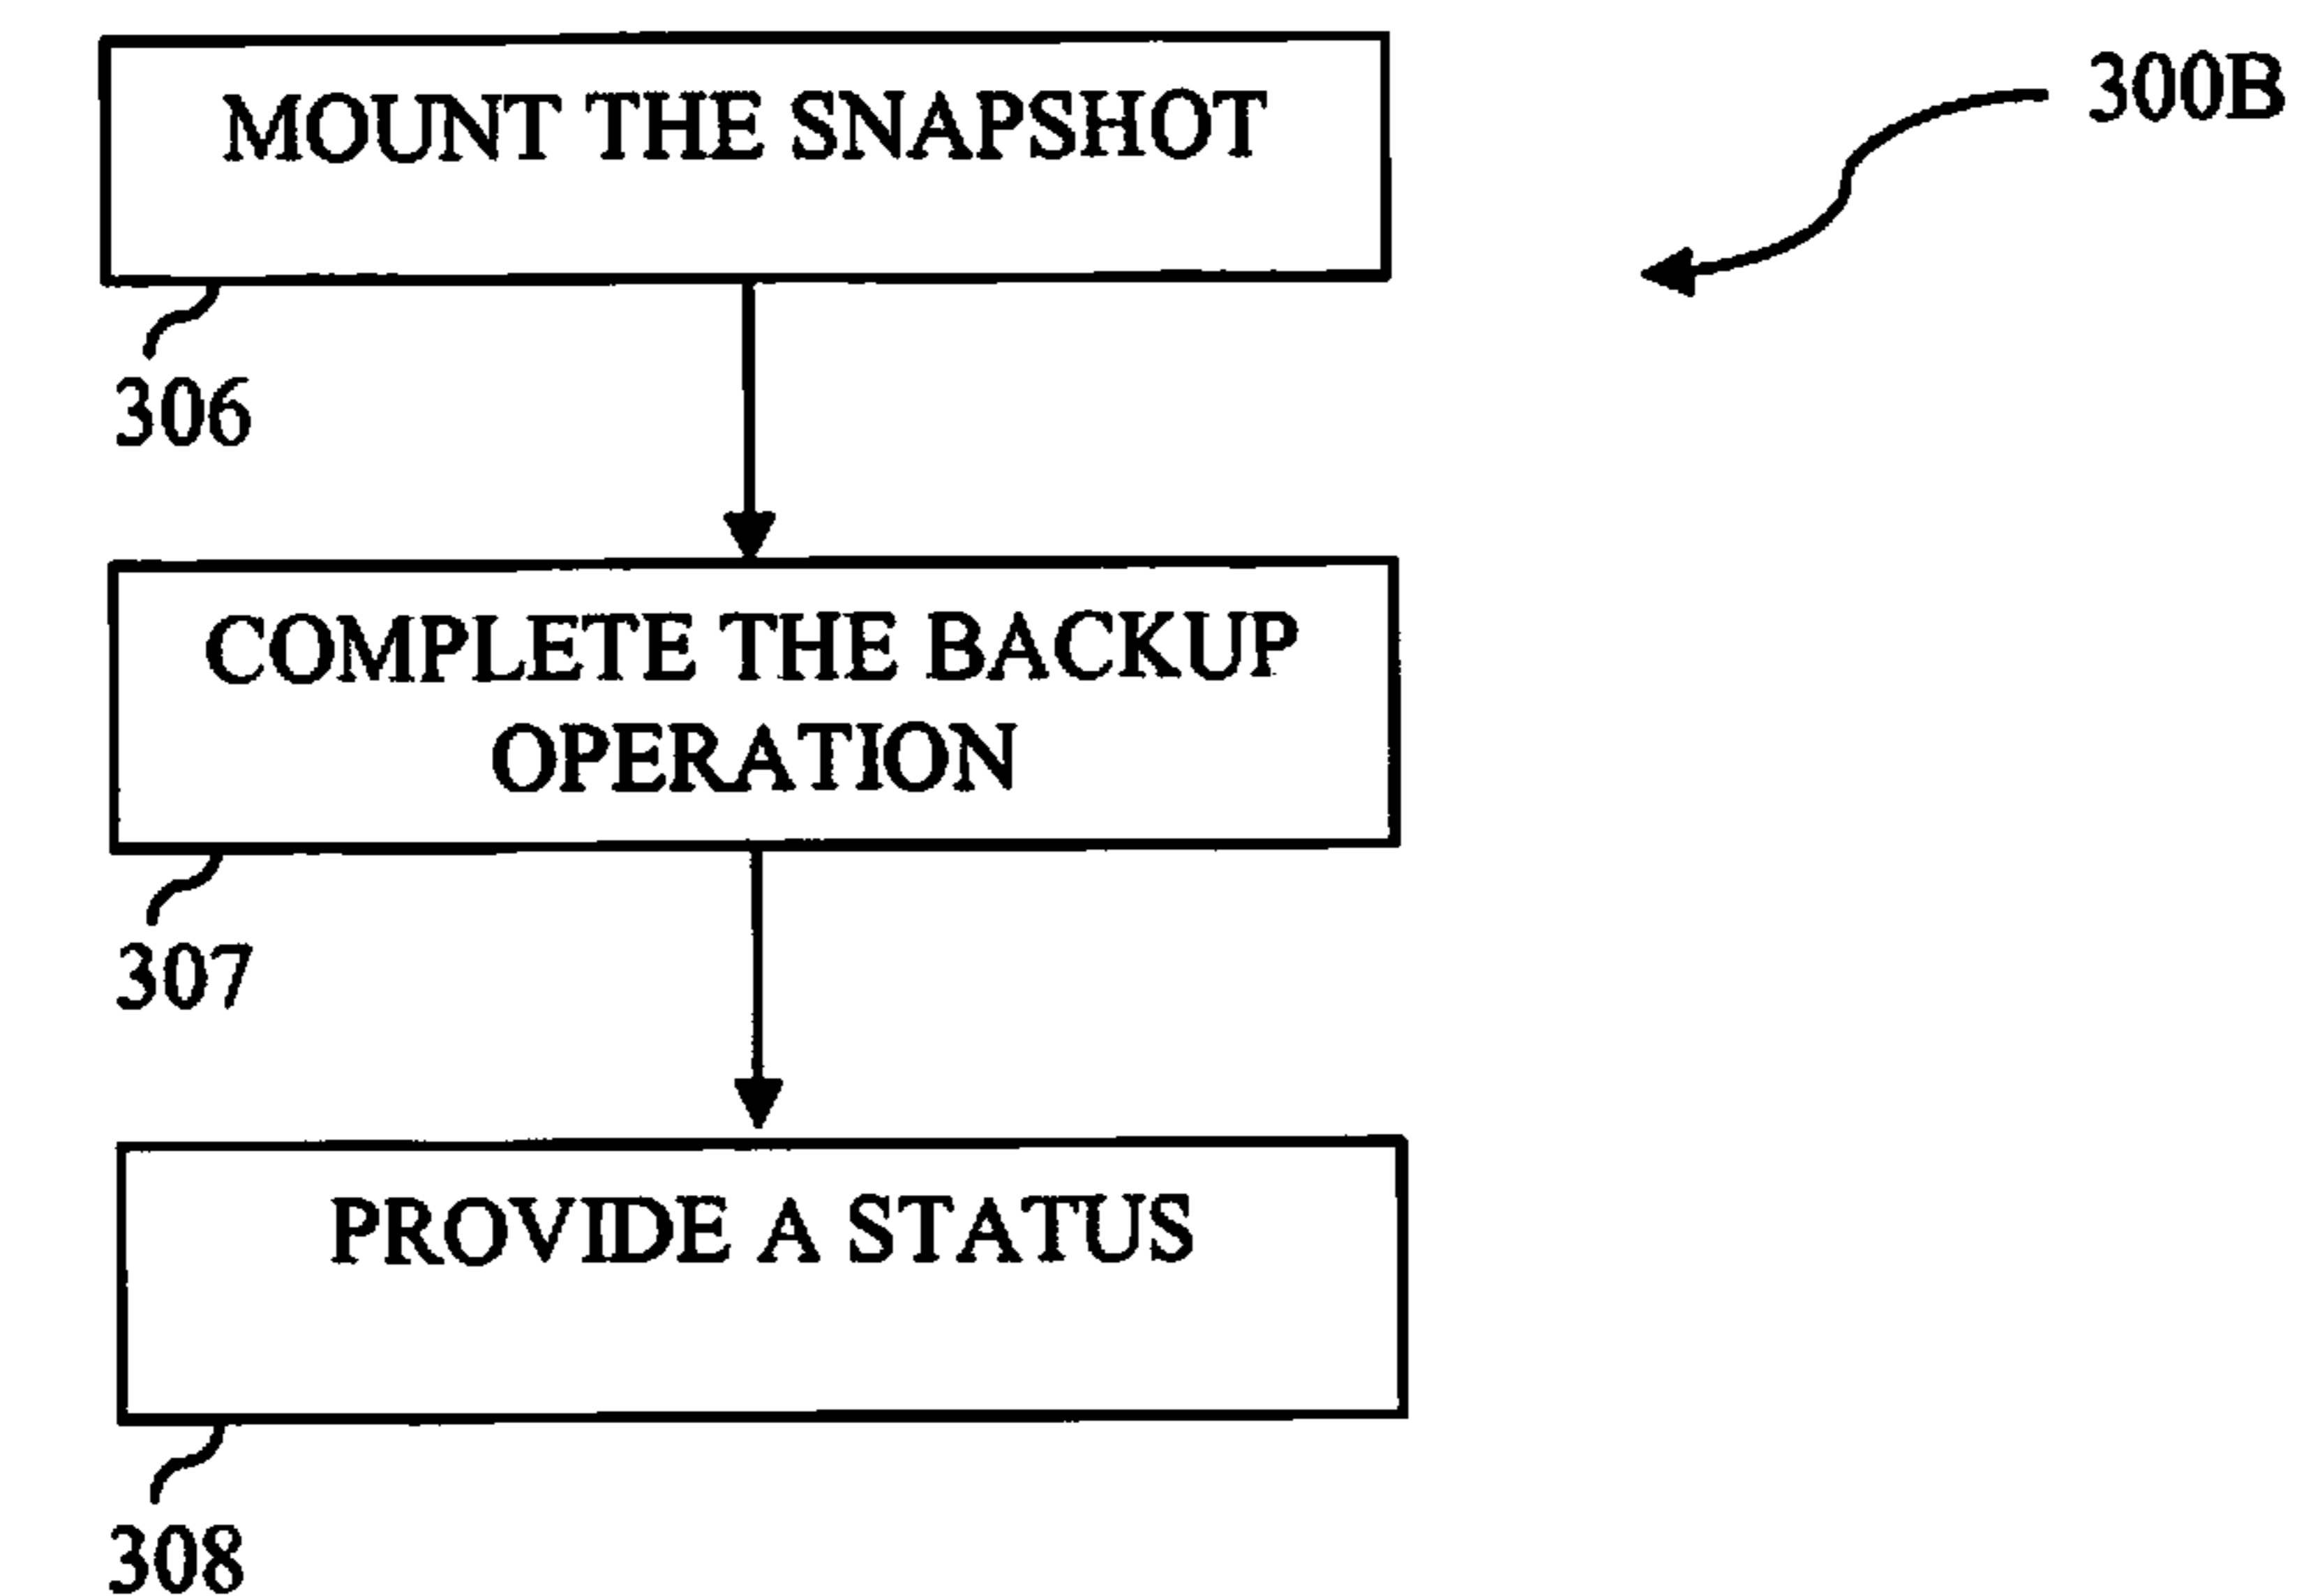 MOUNT THE SNAPSHOT
300B
306
COMPLETE THE BACKUP
OPERATION
307
PROVIDE A STATUS
308